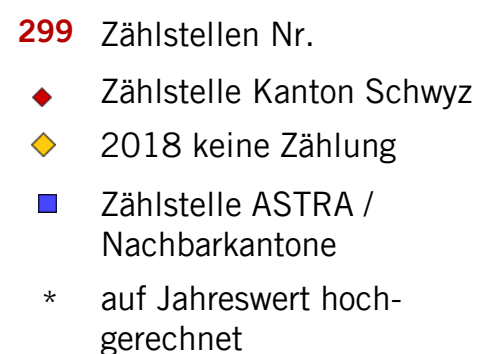 299 Zählstellen Nr.
Zählstelle Kanton Schwyz
2018 keine Zählung
Zählstelle ASTRA /
Nachbarkantone
* auf Jahreswert hoch-
gerechnet